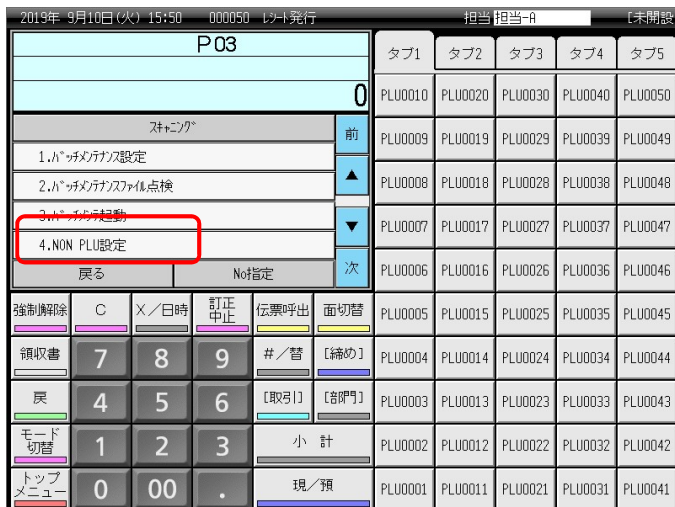 2019年 9月10日(火) 15:50 000050 レシート発行 担当 担当-A [未開設
P03
0
スキャニング
前
1.バッチメンテナンス設定
2.バッチメンテナンスファイル点検
▲
3.バッチメンテ起動
▼
4.NON PLU設定
戻る No指定 次
タブ1 タブ2 タブ3 タブ4 タブ5
PLU0010 PLU0020 PLU0030 PLU0040 PLU0050
PLU0009 PLU0019 PLU0029 PLU0039 PLU0049
PLU0008 PLU0018 PLU0028 PLU0038 PLU0048
PLU0007 PLU0017 PLU0027 PLU0037 PLU0047
PLU0006 PLU0016 PLU0026 PLU0036 PLU0046
強制解除 C X/日時 訂正中止 伝票呼出 面切替 PLU0005 PLU0015 PLU0025 PLU0035 PLU0045
領収書 7 8 9 #/替 [締め] PLU0004 PLU0014 PLU0024 PLU0034 PLU0044
戻 4 5 6 [取引] [部門] PLU0003 PLU0013 PLU0023 PLU0033 PLU0043
モード切替 1 2 3 小 計 PLU0002 PLU0012 PLU0022 PLU0032 PLU0042
トップメニュー 0 00 . 現/預 PLU0001 PLU0011 PLU0021 PLU0031 PLU0041